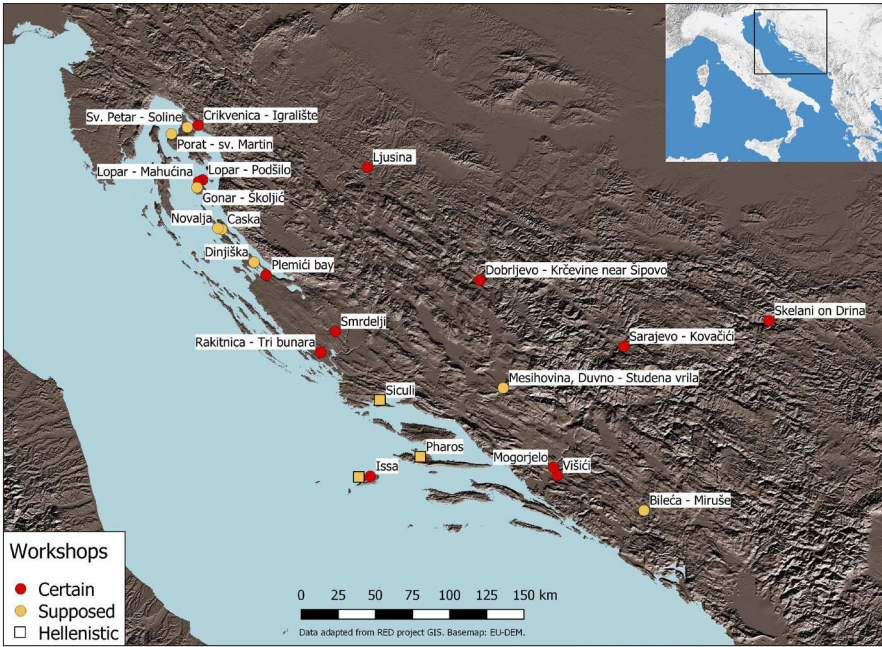 Sv. Petar - Soline
Crikvenica - Igralište
Porat - sv. Martin
Ljusina
Lopar - Mahućina
Lopar - Podšilo
Gonar - Školjić
Novalja
Caska
Dinjiška
Plemići bay
Dobrljevo - Krčevine near Šipovo
Skelani on Drina
Smrdelji
Sarajevo - Kovačići
Rakitnica - Tri bunara
Mesihovina, Duvno - Studena vrila
Siculi
Pharos
Mogorjelo
Višići
Issa
Bileća - Miruše
Workshops
Certain
Supposed
Hellenistic
0 25 50 75 100 125 150 km
Data adapted from RED project GIS. Basemap: EU-DEM.